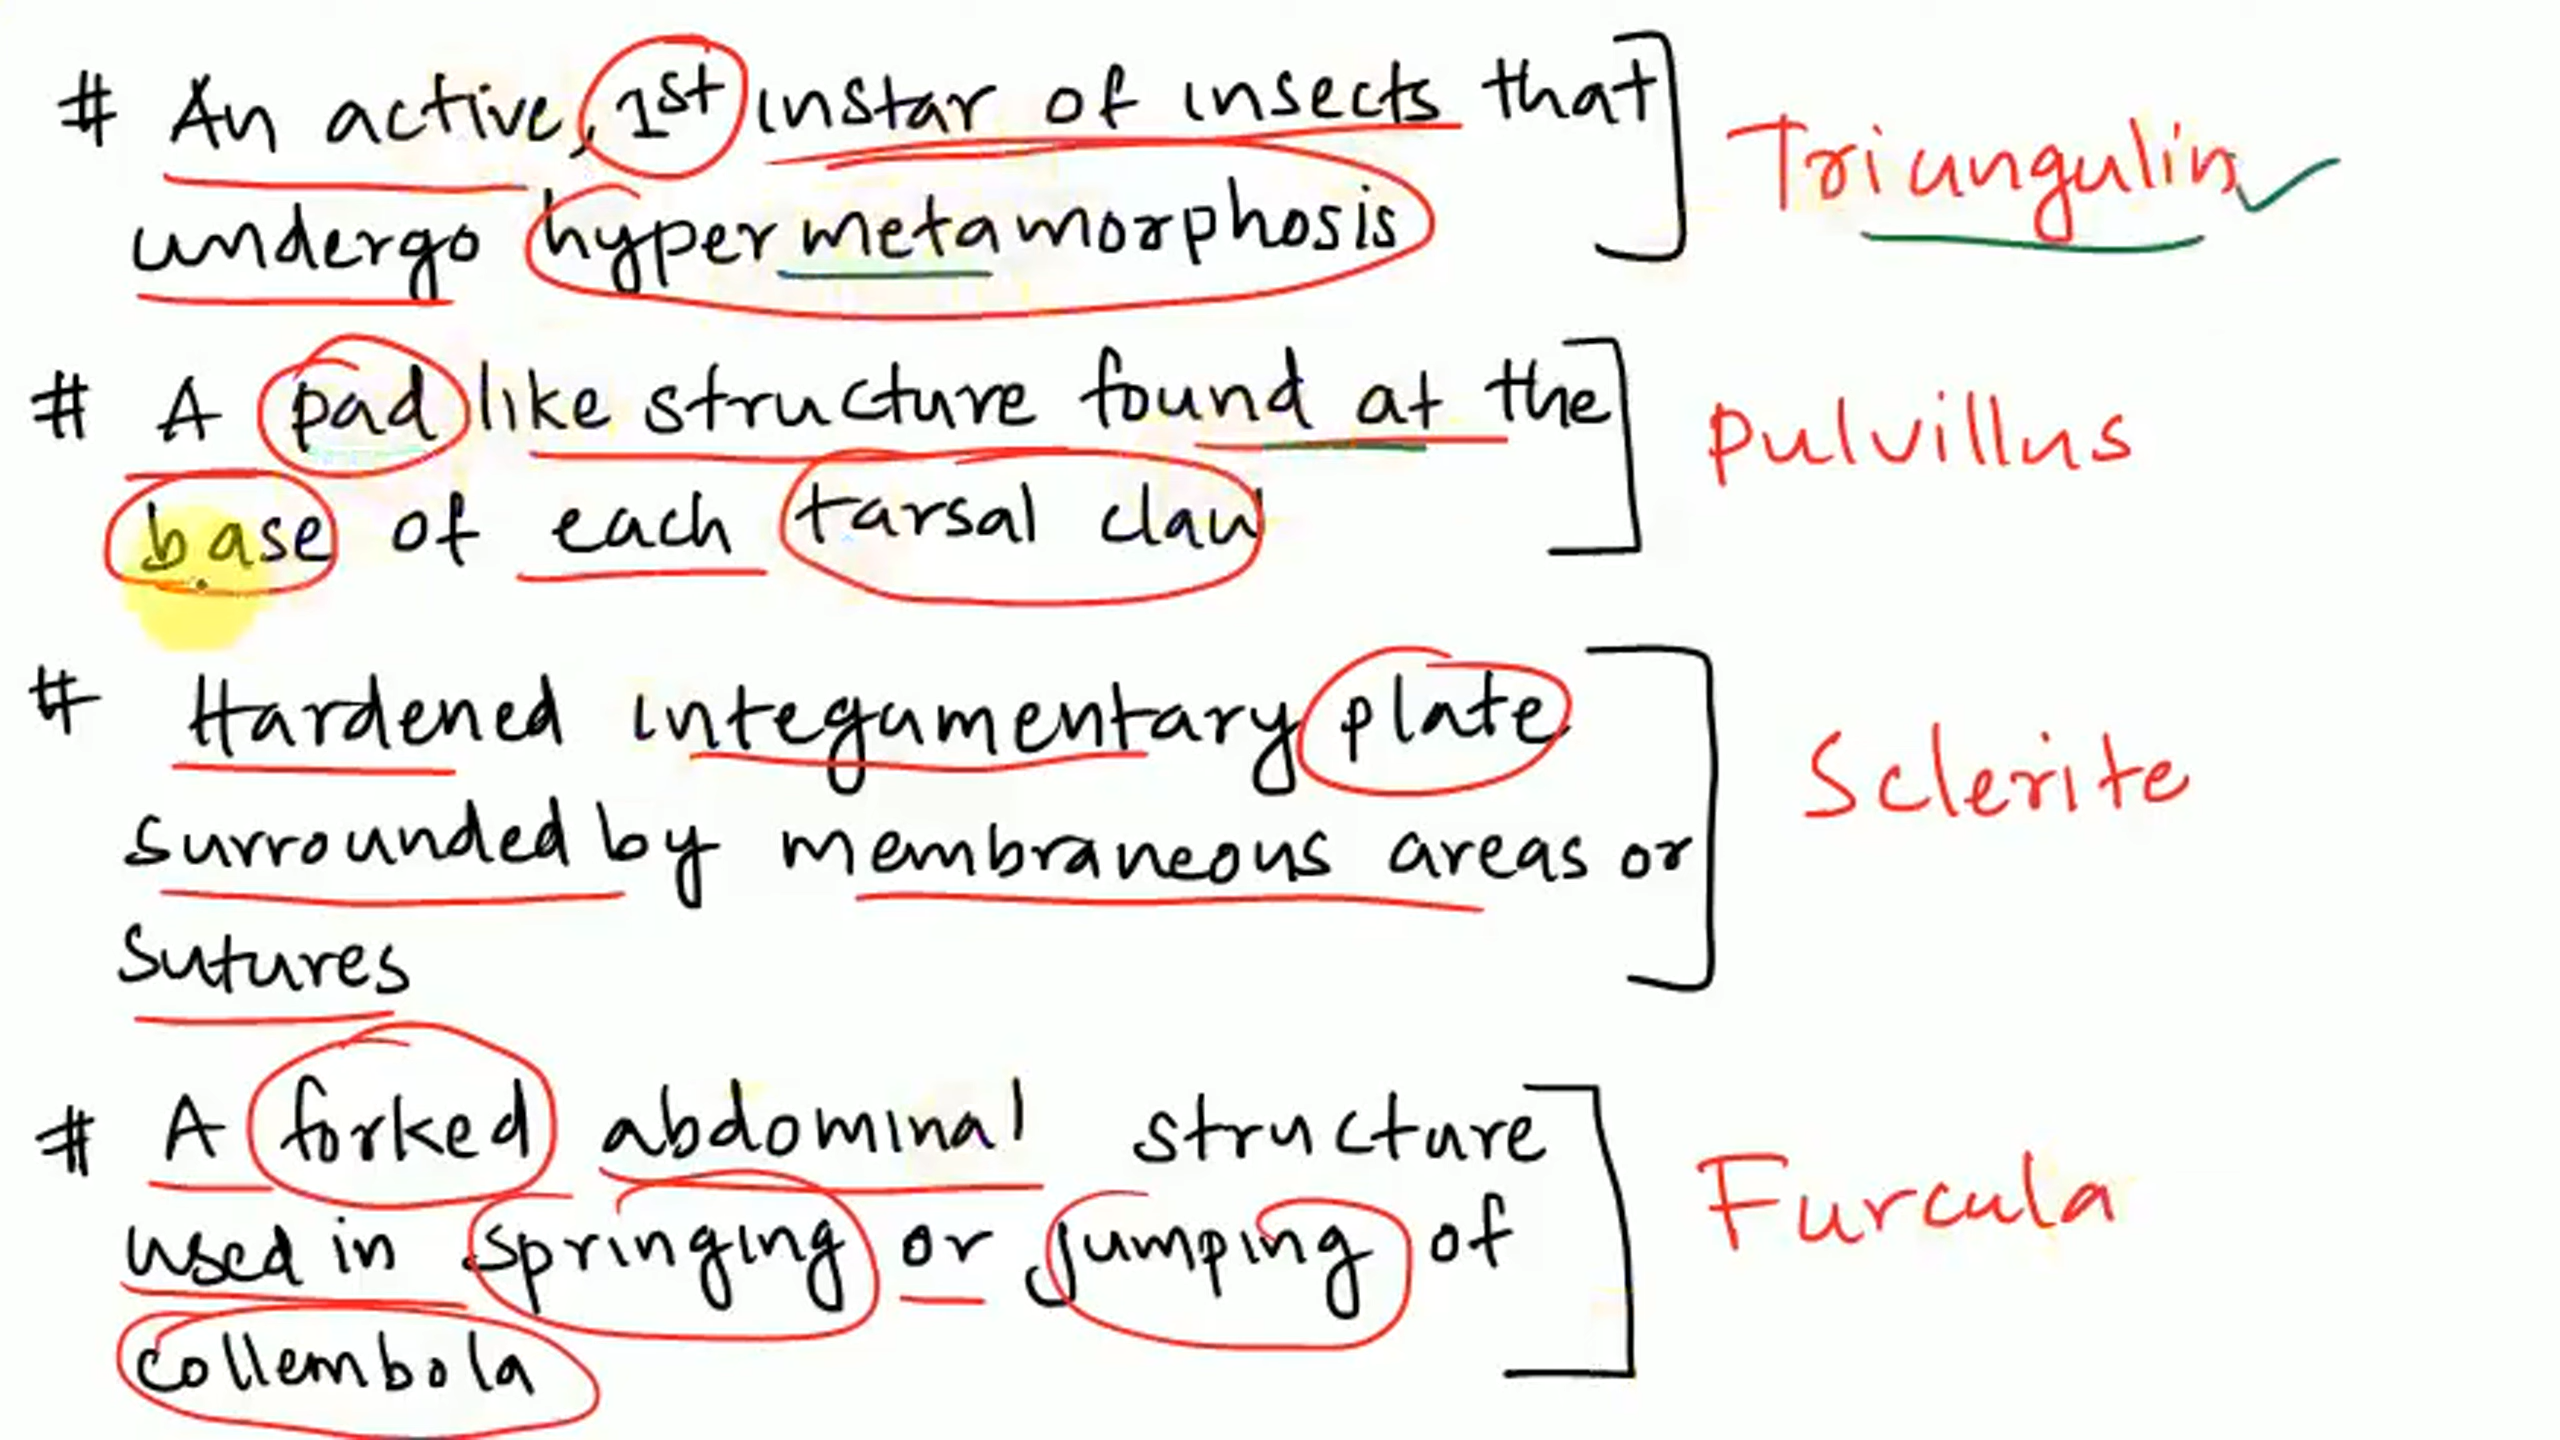 # An active, 1st instar of insects that
undergo hypermetamorphosis
Triungulin
# A pad like structure found at the
base of each tarsal claw
Pulvillus
# Hardened integumentary plate
surrounded by membraneous areas or
sutures
Sclerite
# A forked abdominal structure
used in springing or jumping of
collembola
Furcula